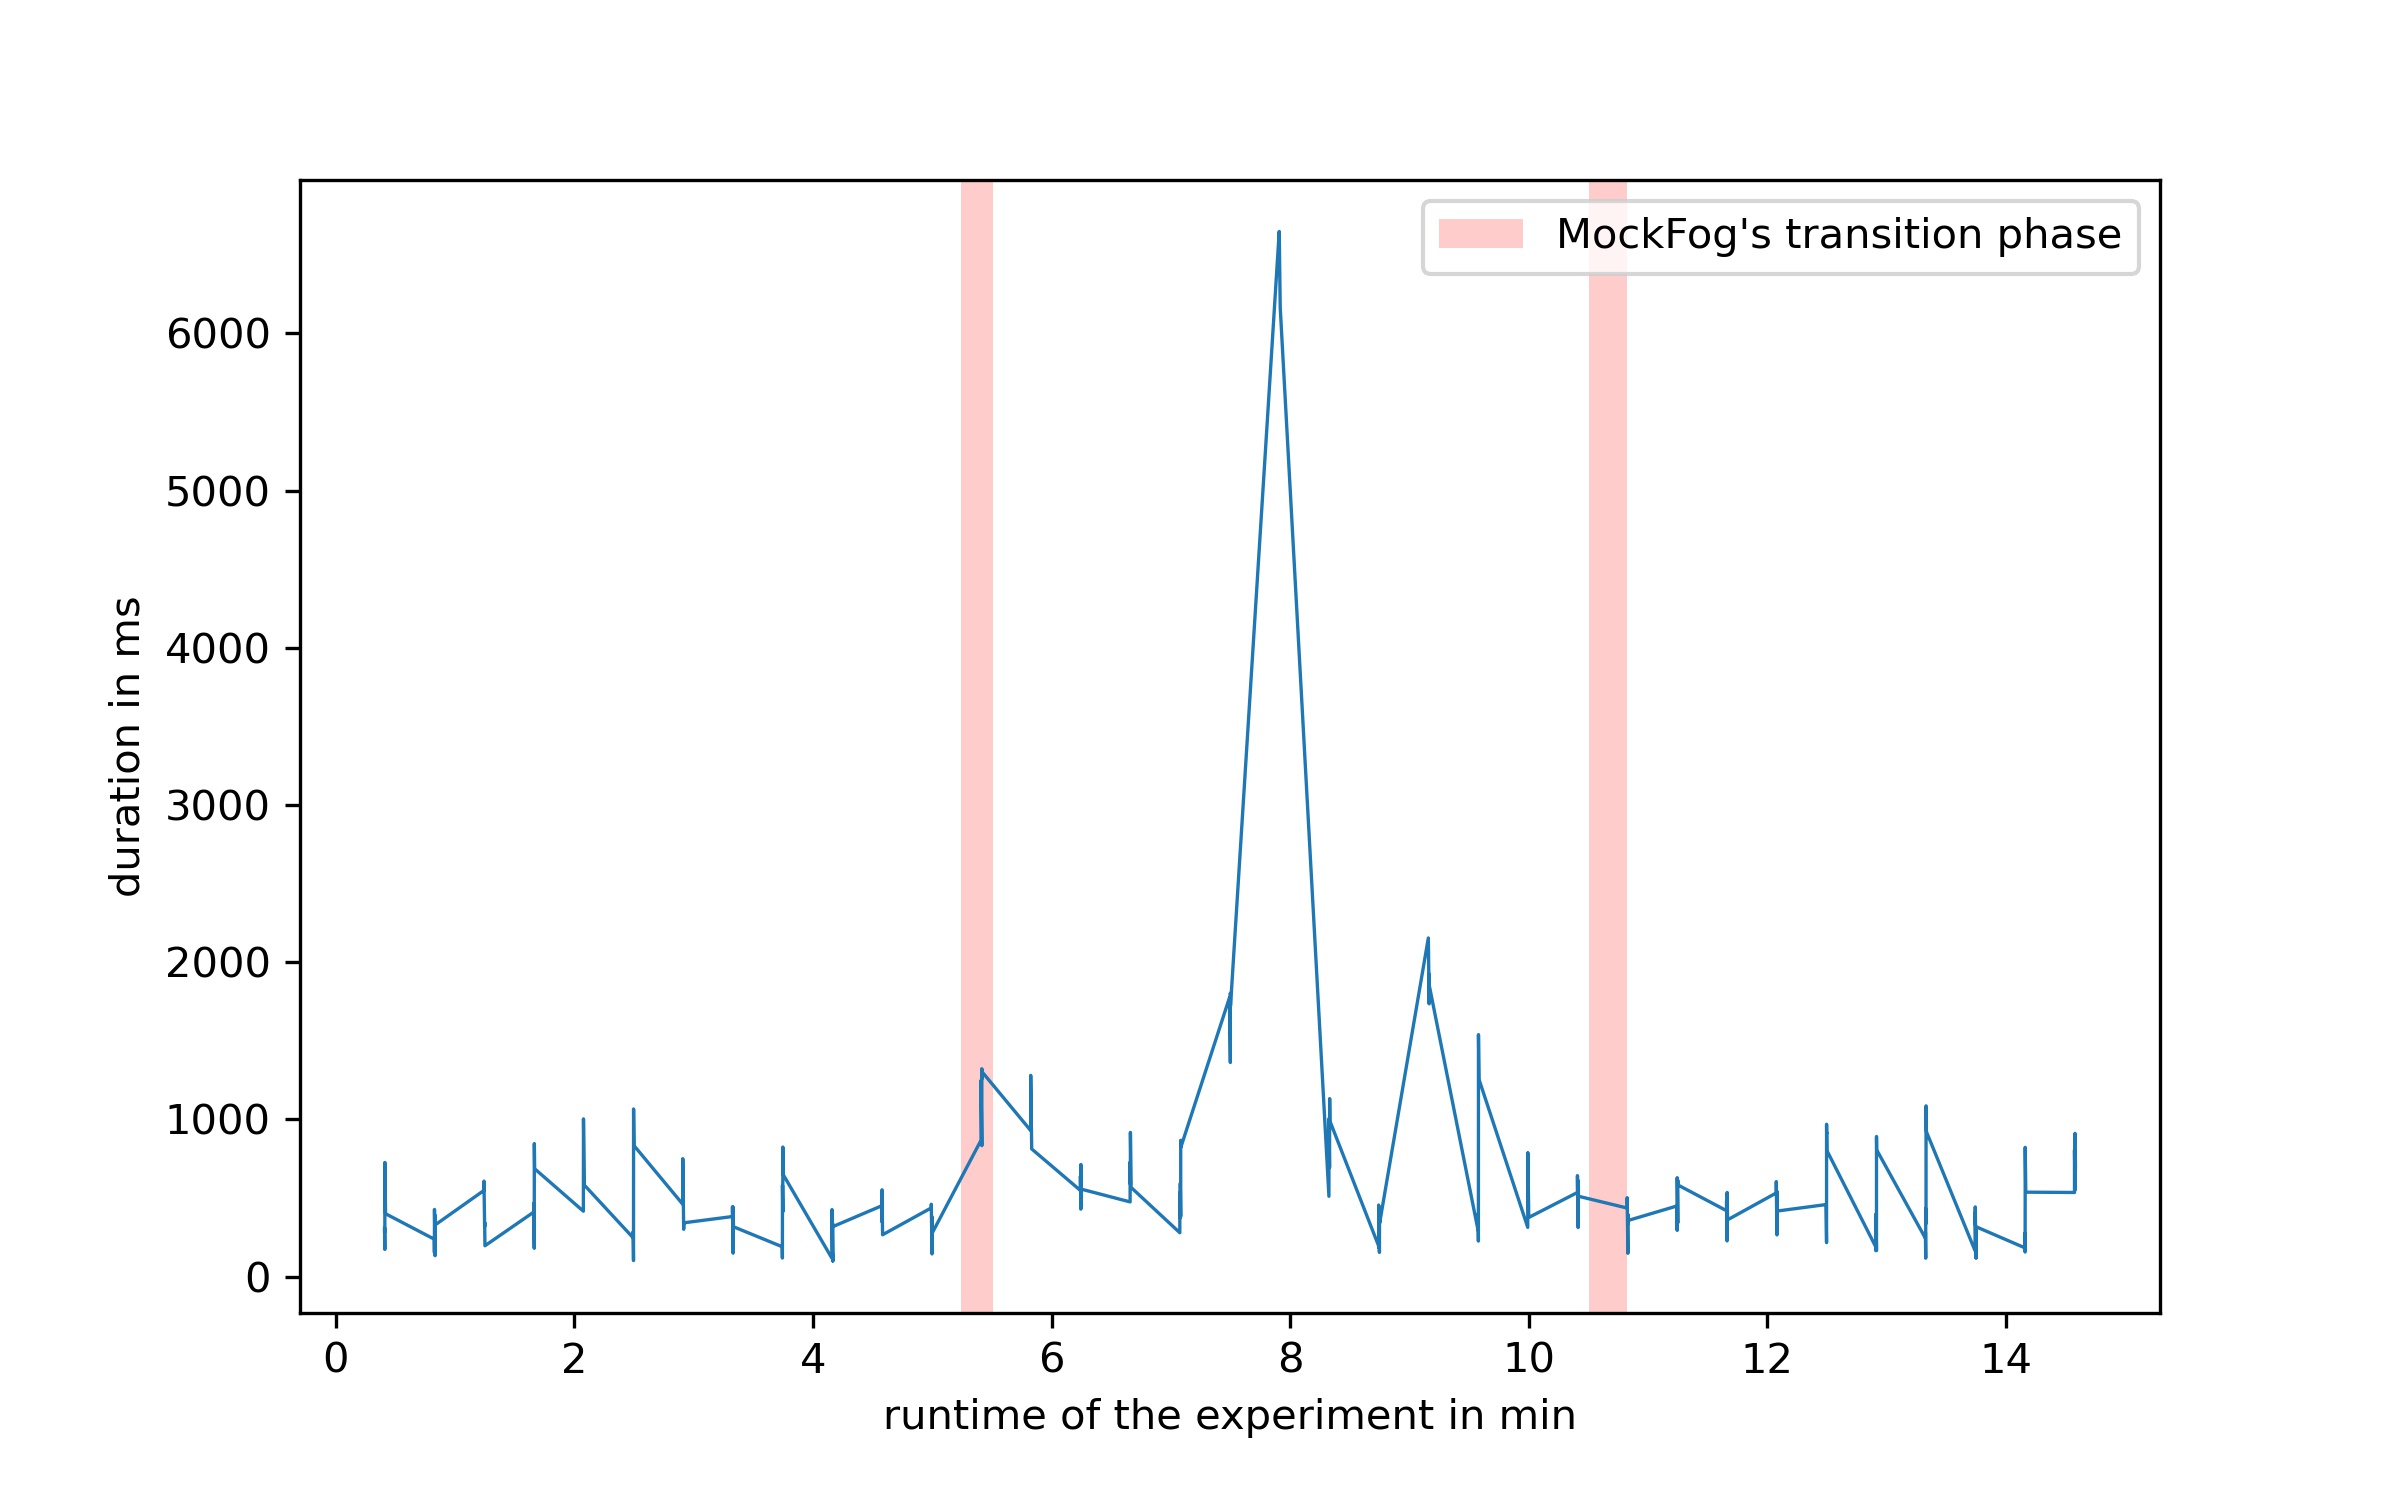 MockFog's transition phase
6000
5000
4000
3000
2000
1000
0
duration in ms
0 2 4 6 8 10 12 14
runtime of the experiment in min